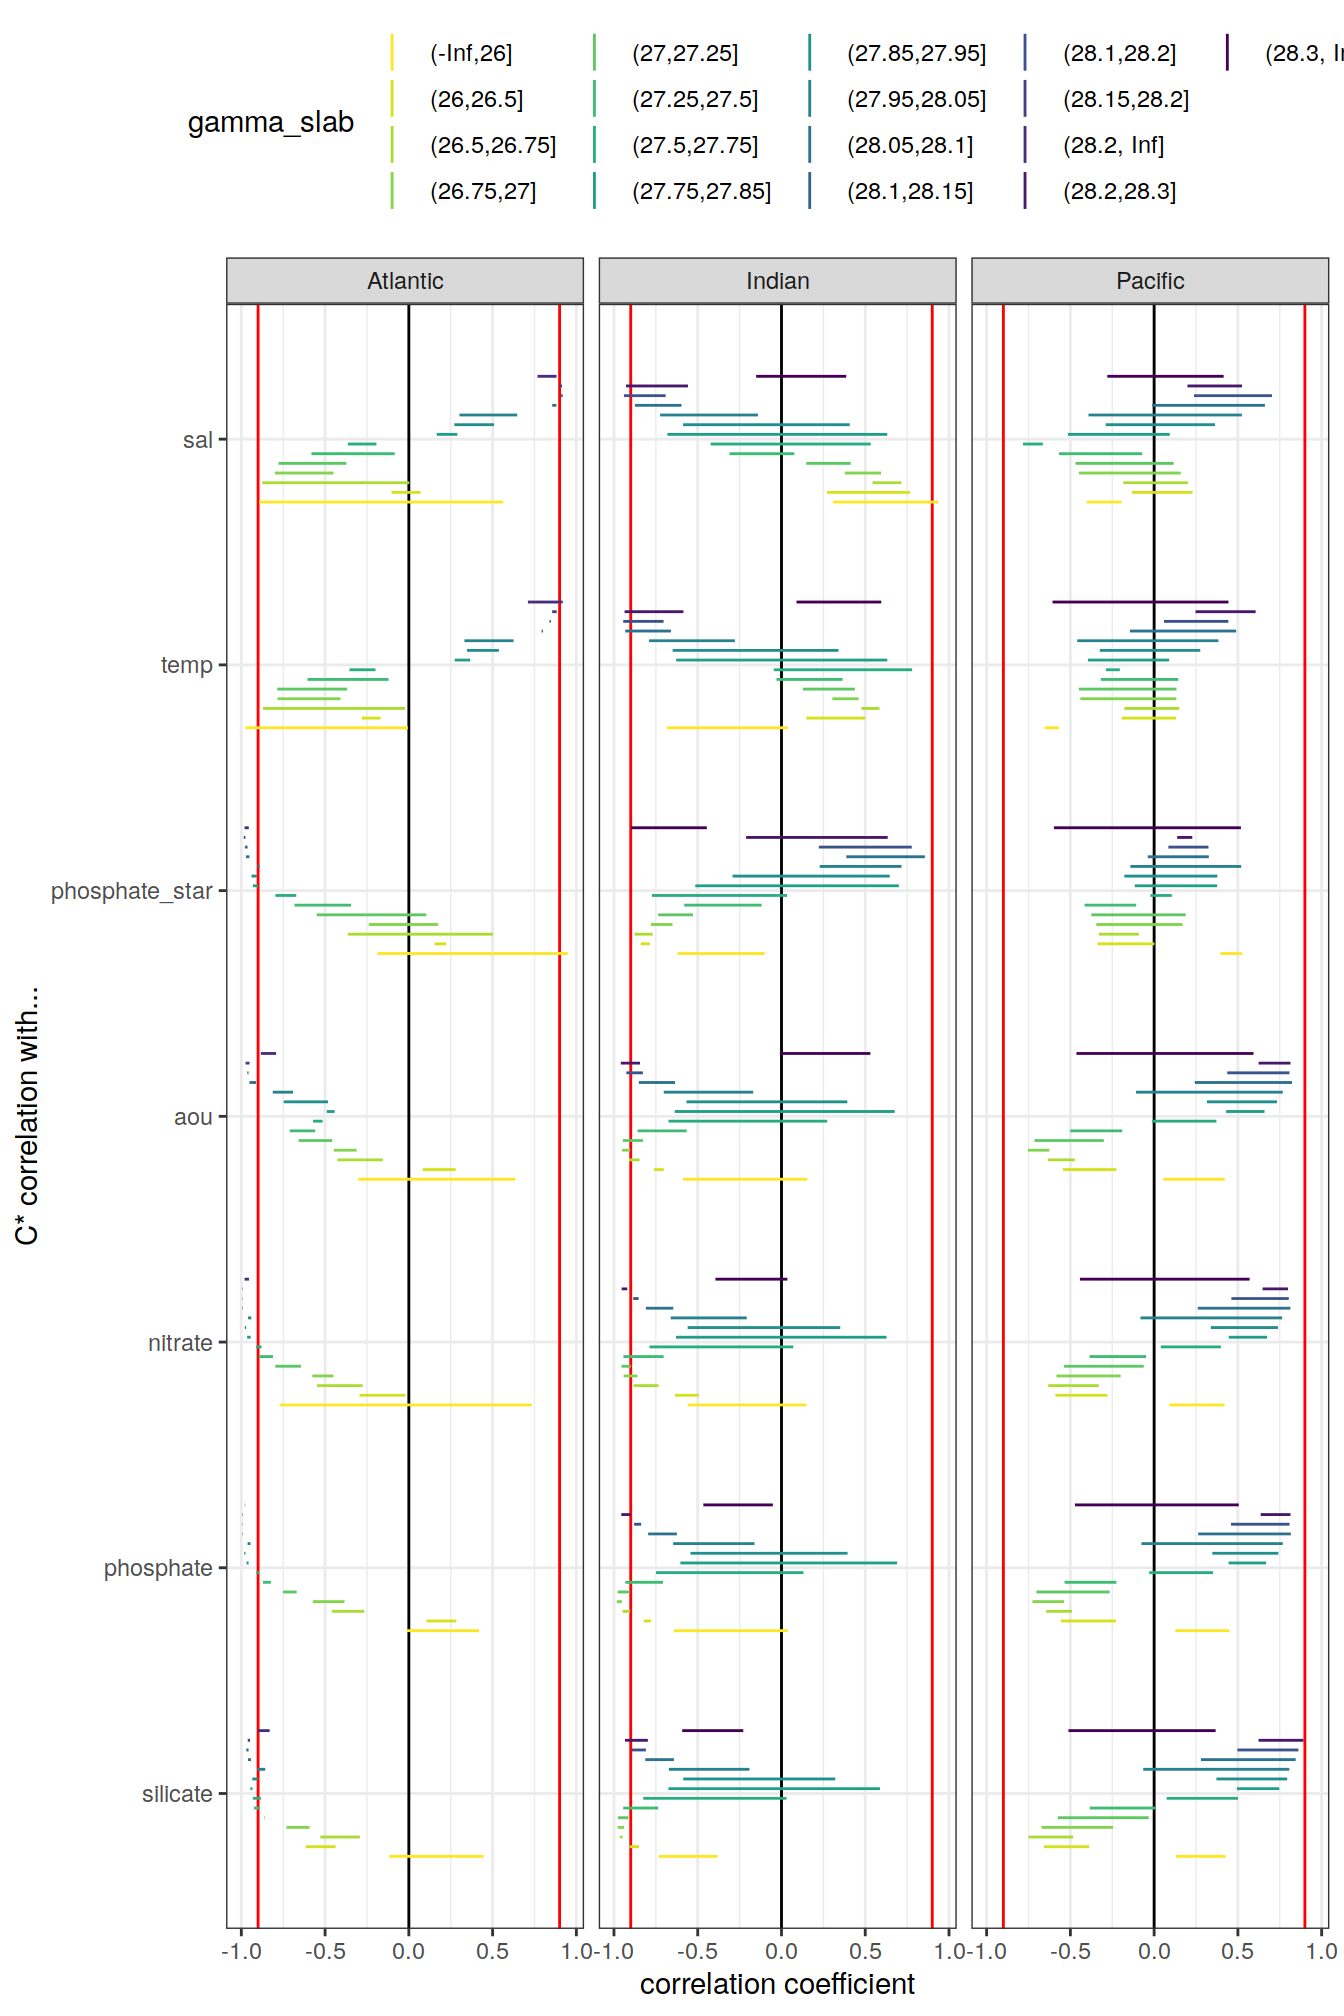 gamma_slab
(-Inf,26] (27,27.25] (27.85,27.95] (28.1,28.2] (28.3, I
(26,26.5] (27.25,27.5] (27.95,28.05] (28.15,28.2]
(26.5,26.75] (27.5,27.75] (28.05,28.1] (28.2, Inf]
(26.75,27] (27.75,27.85] (28.1,28.15] (28.2,28.3]
Atlantic Indian Pacific
C* correlation with...
sal
temp
phosphate_star
aou
nitrate
phosphate
silicate
-1.0 -0.5 0.0 0.5 1.0 -1.0 -0.5 0.0 0.5 1.0 -1.0 -0.5 0.0 0.5 1.0
correlation coefficient